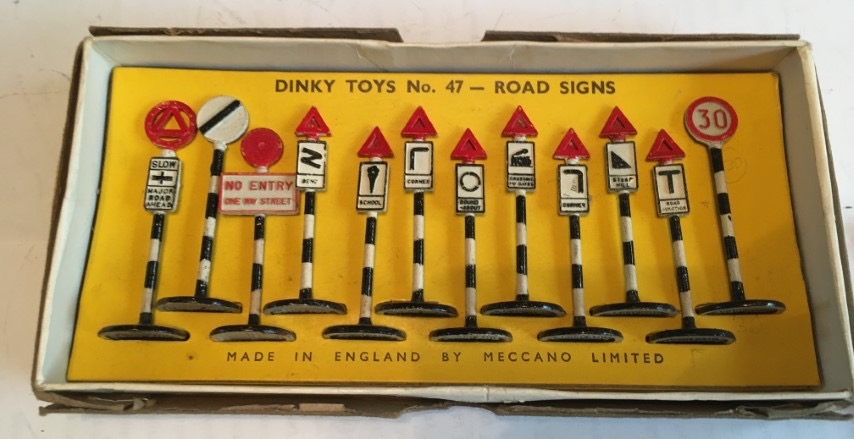 DINKY TOYS No. 47 — ROAD SIGNS
SLOW
MAJOR
ROAD
AHEAD
NO ENTRY
ONE WAY STREET
BEND
SCHOOL
CORNER
ROUND
ABOUT
CROSSING
NO GATES
CORNER
STEEP
HILL
ROAD
JUNCTION
30
MADE IN ENGLAND BY MECCANO LIMITED